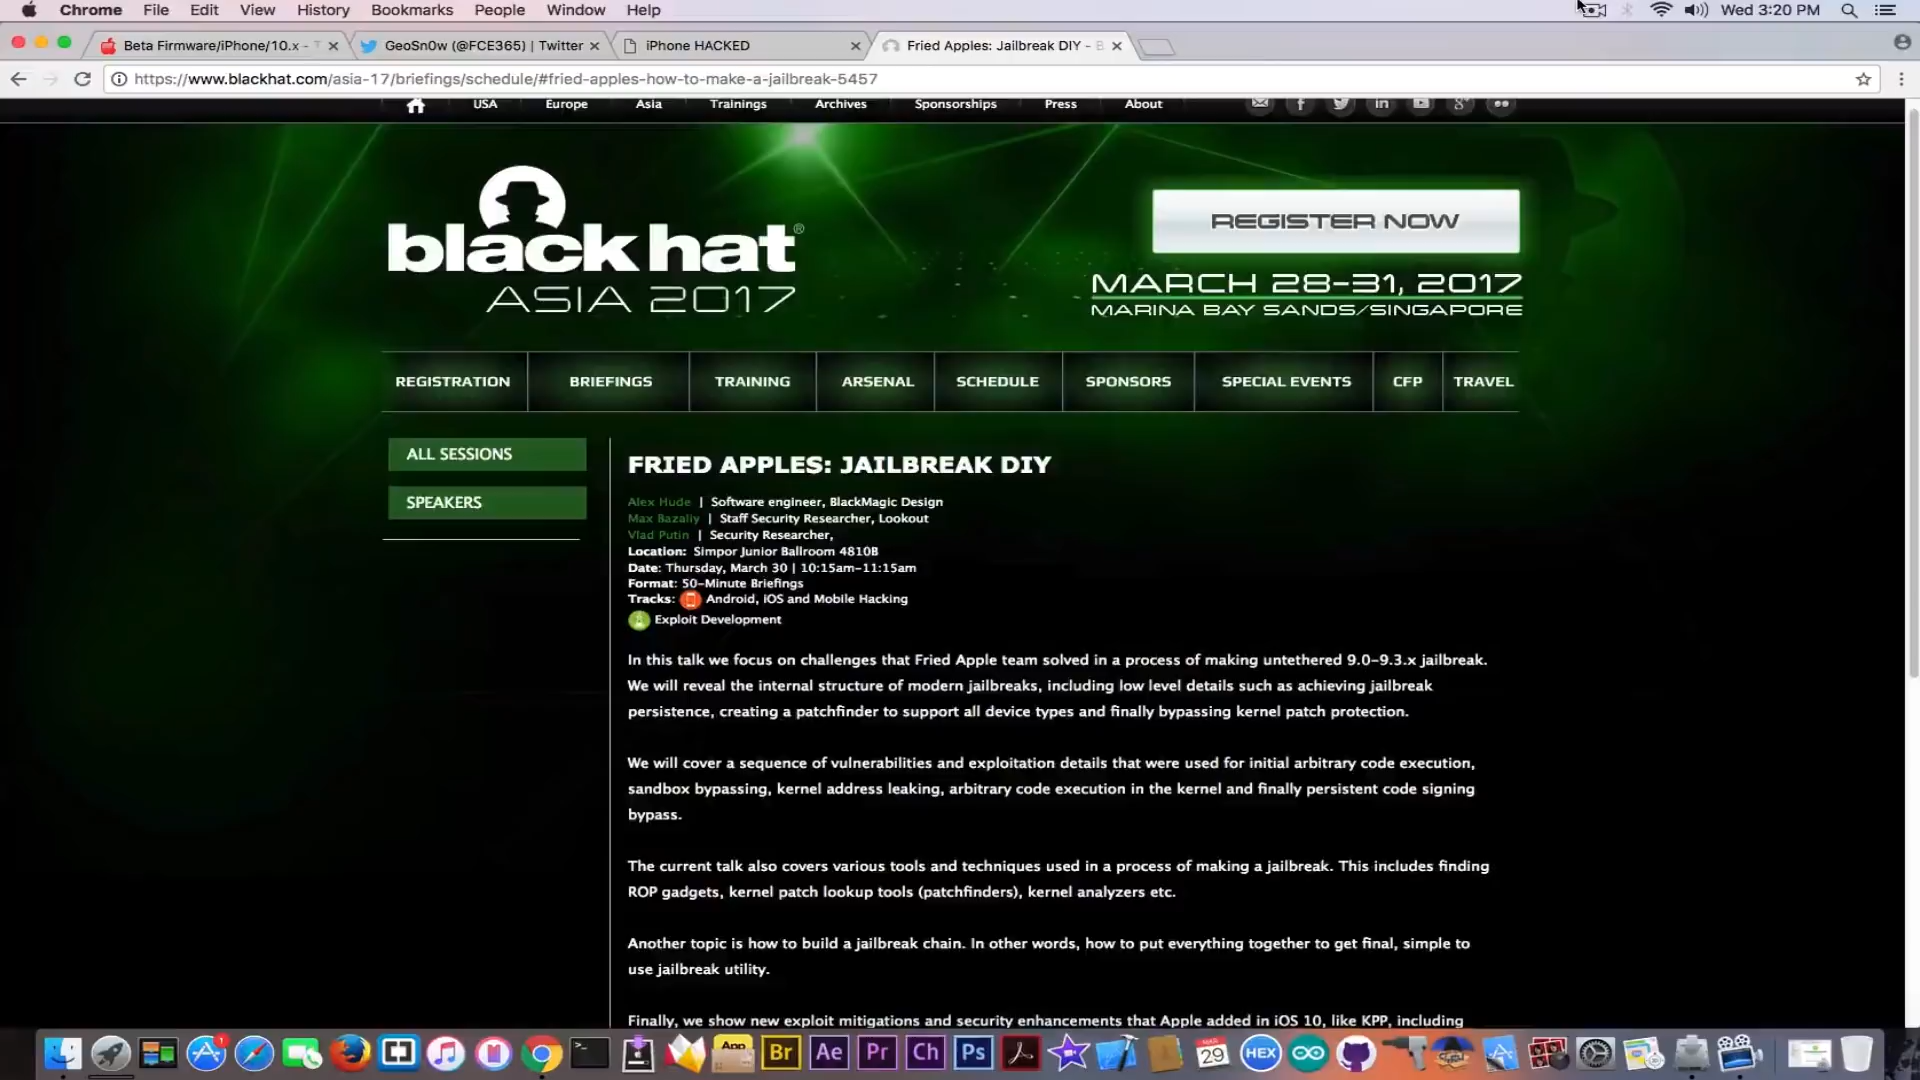 Chrome File Edit View History Bookmarks People Window Help Wed 3:20 PM
Beta Firmware/iPhone/10.x - T GeoSn0w (@FCE365) | Twitter iPhone HACKED Fried Apples: Jailbreak DIY - B
https://www.blackhat.com/asia-17/briefings/schedule/#fried-apples-how-to-make-a-jailbreak-5457
USA Europe Asia Trainings Archives Sponsorships Press About
black hat®
ASIA 2017
REGISTER NOW
MARCH 28-31, 2017
MARINA BAY SANDS/SINGAPORE
REGISTRATION BRIEFINGS TRAINING ARSENAL SCHEDULE SPONSORS SPECIAL EVENTS CFP TRAVEL
ALL SESSIONS
SPEAKERS
FRIED APPLES: JAILBREAK DIY
Alex Hude | Software engineer, BlackMagic Design
Max Bazaliy | Staff Security Researcher, Lookout
Vlad Putin | Security Researcher,
Location: Simpor Junior Ballroom 4810B
Date: Thursday, March 30 | 10:15am-11:15am
Format: 50-Minute Briefings
Tracks: Android, iOS and Mobile Hacking
Exploit Development
In this talk we focus on challenges that Fried Apple team solved in a process of making untethered 9.0-9.3.x jailbreak.
We will reveal the internal structure of modern jailbreaks, including low level details such as achieving jailbreak
persistence, creating a patchfinder to support all device types and finally bypassing kernel patch protection.
We will cover a sequence of vulnerabilities and exploitation details that were used for initial arbitrary code execution,
sandbox bypassing, kernel address leaking, arbitrary code execution in the kernel and finally persistent code signing
bypass.
The current talk also covers various tools and techniques used in a process of making a jailbreak. This includes finding
ROP gadgets, kernel patch lookup tools (patchfinders), kernel analyzers etc.
Another topic is how to build a jailbreak chain. In other words, how to put everything together to get final, simple to
use jailbreak utility.
Finally, we show new exploit mitigations and security enhancements that Apple added in iOS 10, like KPP, including
App Br Ae Pr Ch Ps MAR 29 HEX